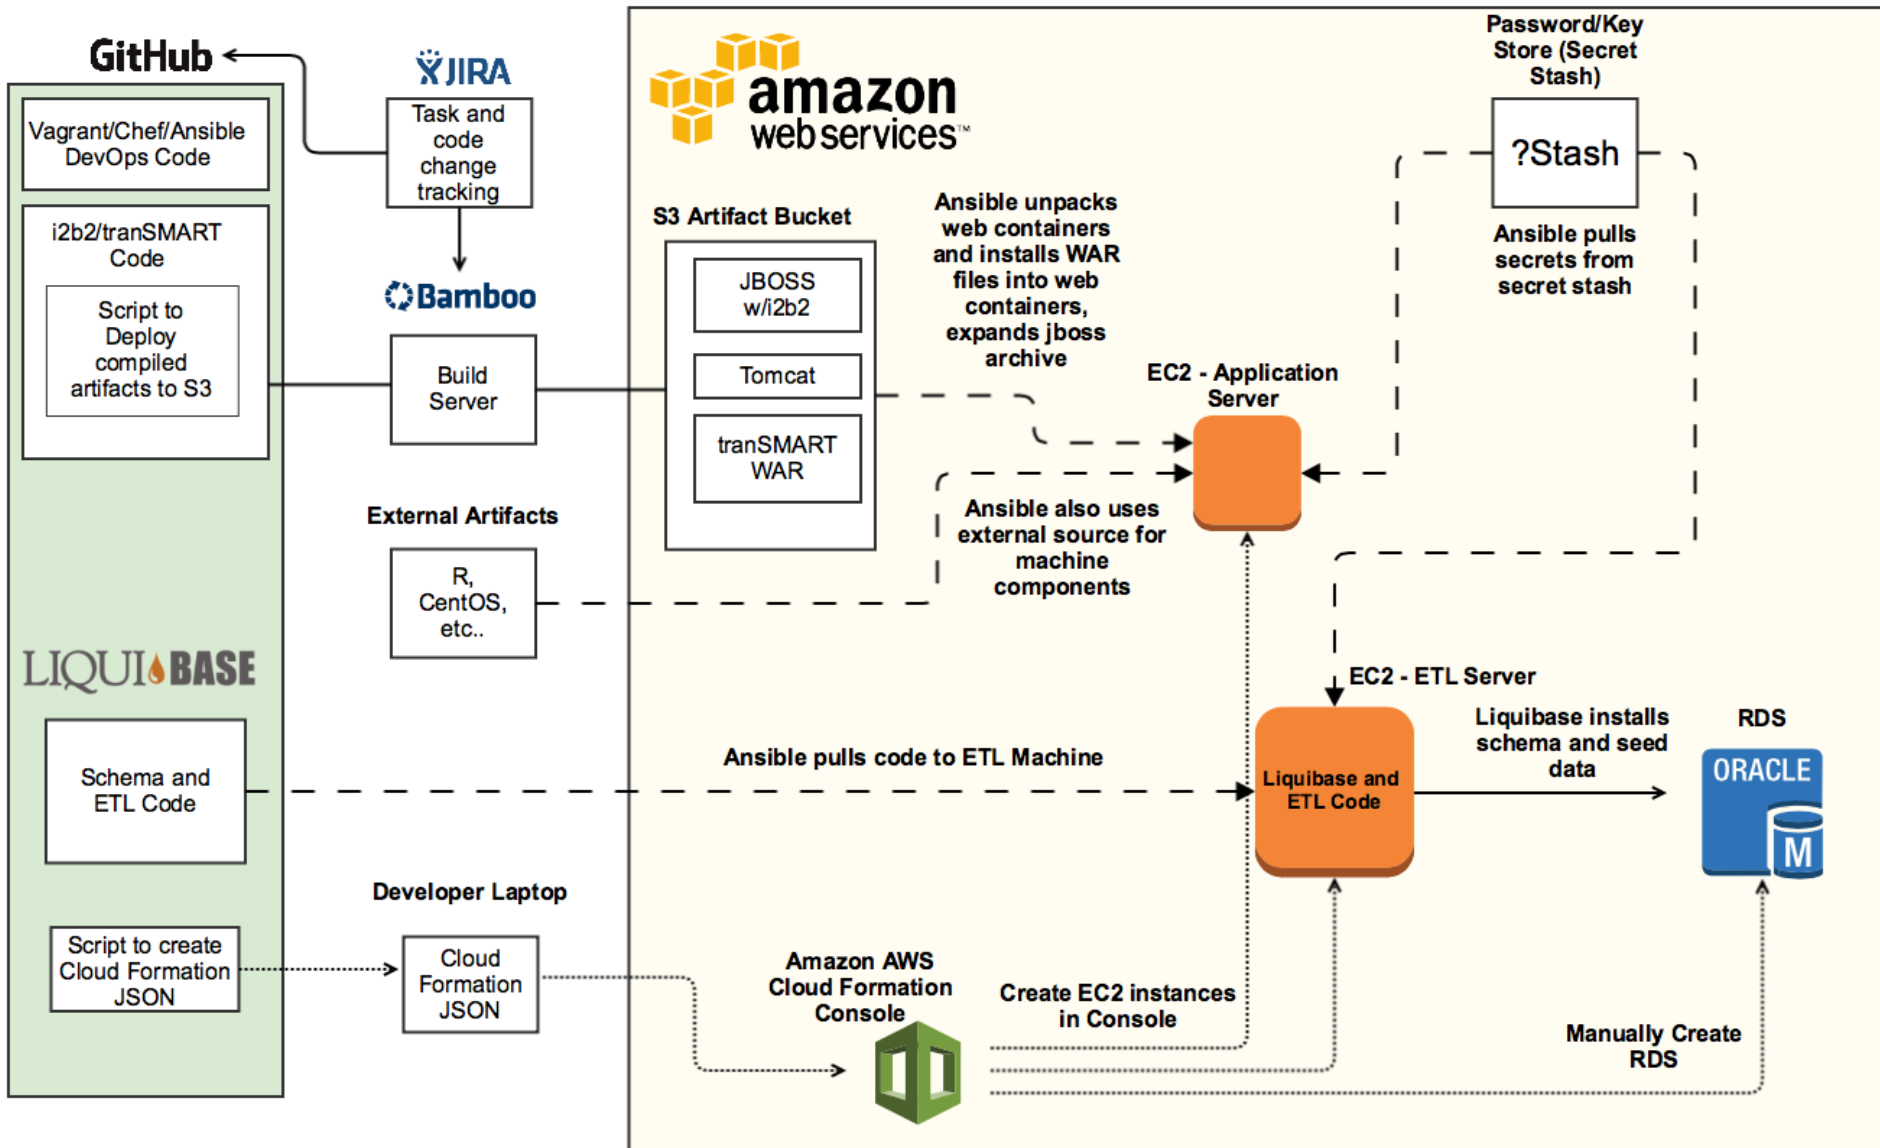 GitHub
Vagrant/Chef/Ansible
DevOps Code
i2b2/tranSMART
Code
Script to
Deploy
compiled
artifacts to S3
LIQUIBASE
Schema and
ETL Code
Script to create
Cloud Formation
JSON
JIRA
Task and
code
change
tracking
Bamboo
Build
Server
External Artifacts
R,
CentOS,
etc..
Developer Laptop
Cloud
Formation
JSON
amazon
web services™
S3 Artifact Bucket
JBOSS
w/i2b2
Tomcat
tranSMART
WAR
Ansible unpacks
web containers
and installs WAR
files into web
containers,
expands jboss
archive
Password/Key
Store (Secret
Stash)
?Stash
Ansible pulls
secrets from
secret stash
EC2 - Application
Server
Ansible also uses
external source for
machine
components
EC2 - ETL Server
Ansible pulls code to ETL Machine
Liquibase and
ETL Code
Liquibase installs
schema and seed
data
RDS
ORACLE
M
Amazon AWS
Cloud Formation
Console
Create EC2 instances
in Console
Manually Create
RDS